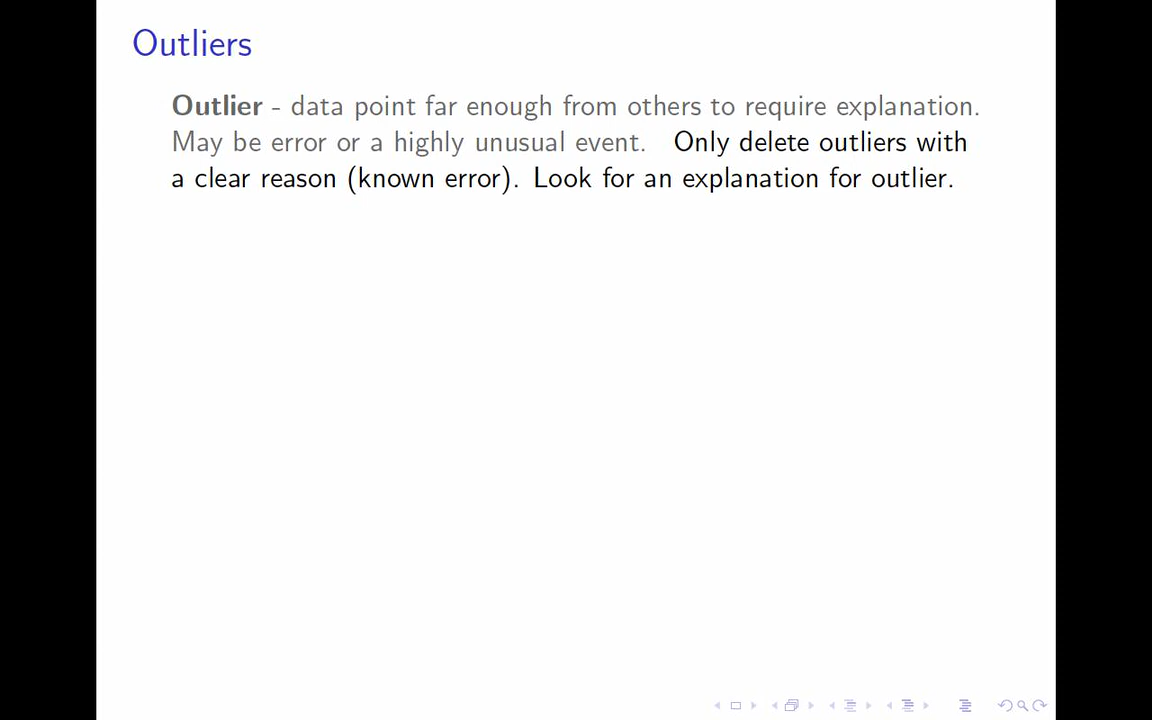 Outliers
Outlier - data point far enough from others to require explanation.
May be error or a highly unusual event. Only delete outliers with
a clear reason (known error). Look for an explanation for outlier.